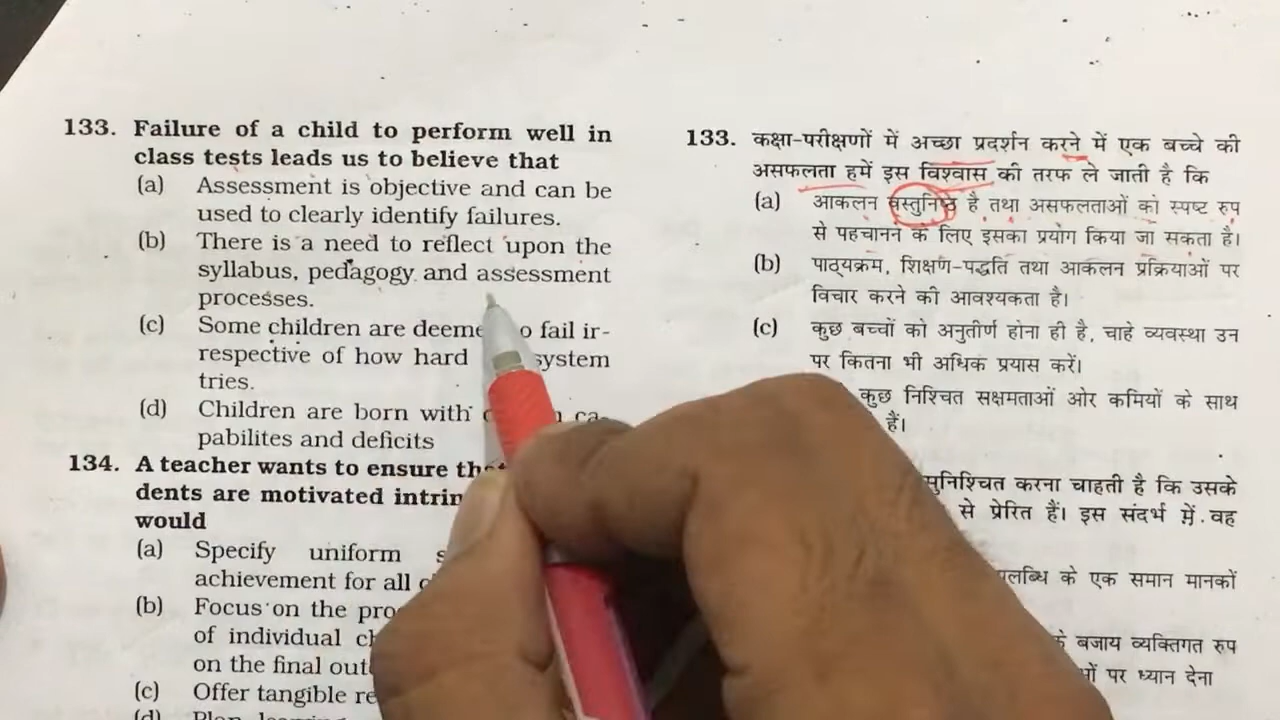 133. Failure of a child to perform well in
class tests leads us to believe that
(a) Assessment is objective and can be
used to clearly identify failures.
(b) There is a need to reflect upon the
syllabus, pedagogy and assessment
processes.
(c) Some children are deeme o fail ir-
respective of how hard system
tries.
(d) Children are born with ca-
pabilites and deficits
134. A teacher wants to ensure
dents are motivated
would
(a) Specify uniform
achievement for all
(b) Focus on the
of individual
on the final
(c) Offer tangible
(d) Plan
133. कक्षा-परीक्षणों में अच्छा प्रदर्शन करने में एक बच्चे की
असफलता हमें इस विश्वास की तरफ ले जाती है कि
(a) आकलन वस्तुनिष्ठ है तथा असफलताओं को स्पष्ट रुप
से पहचानने के लिए इसका प्रयोग किया जा सकता है।
(b) पाठ्यक्रम, शिक्षण-पद्धति तथा आकलन प्रक्रियाओं पर
विचार करने की आवश्यकता है।
(c) कुछ बच्चों को अनुतीर्ण होना ही है, चाहे व्यवस्था उन
पर कितना भी अधिक प्रयास करें।
कुछ निश्चित सक्षमताओं ओर कमियों के साथ
हैं।
सुनिश्चित करना चाहती है कि उसके
से प्रेरित हैं। इस संदर्भ में वह
के एक समान मानकों
बजाय व्यक्तिगत रुप
पर ध्यान देना